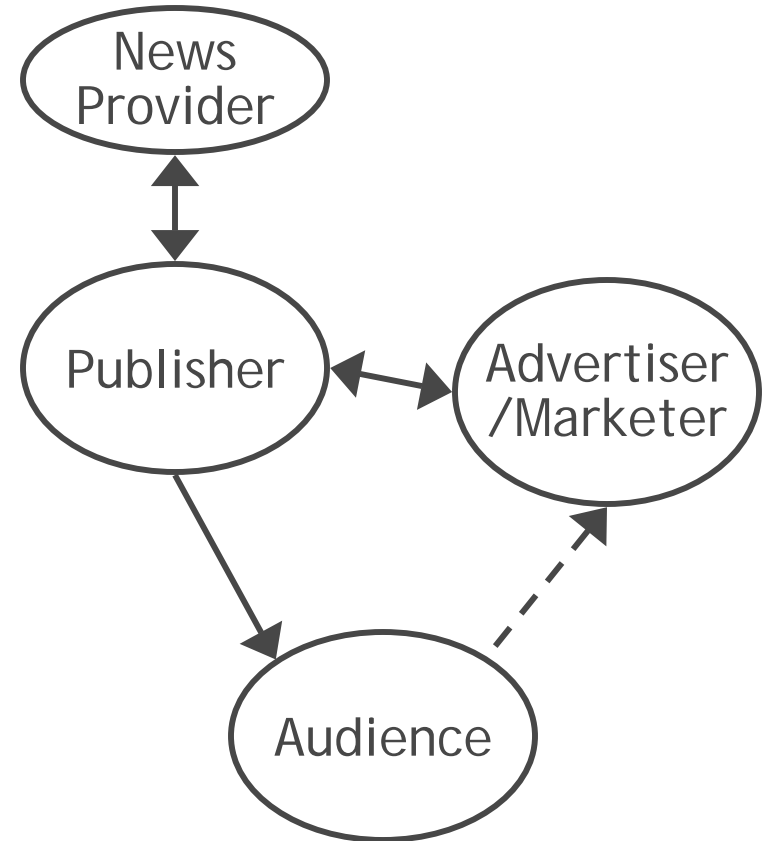 News
Provider
Publisher
Advertiser
/Marketer
Audience